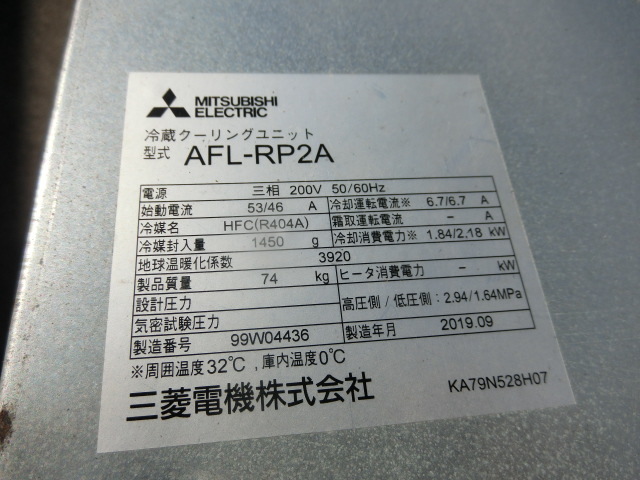 MITSUBISHI
ELECTRIC
冷蔵クーリングユニット
型式 AFL-RP2A
電源 三相 200V 50/60Hz
始動電流 53/46 A 冷却運転電流※ 6.7/6.7 A
冷媒名 HFC(R404A) 霜取運転電流 – A
冷媒封入量 1450 g 冷却消費電力※ 1.84/2.18 kW
地球温暖化係数 3920
製品質量 74 kg ヒータ消費電力 – kW
設計圧力 高圧側/低圧側:2.94/1.64MPa
気密試験圧力
製造番号 99W04436 製造年月 2019.09
※周囲温度32℃,庫内温度0℃
三菱電機株式会社 KA79N528H07